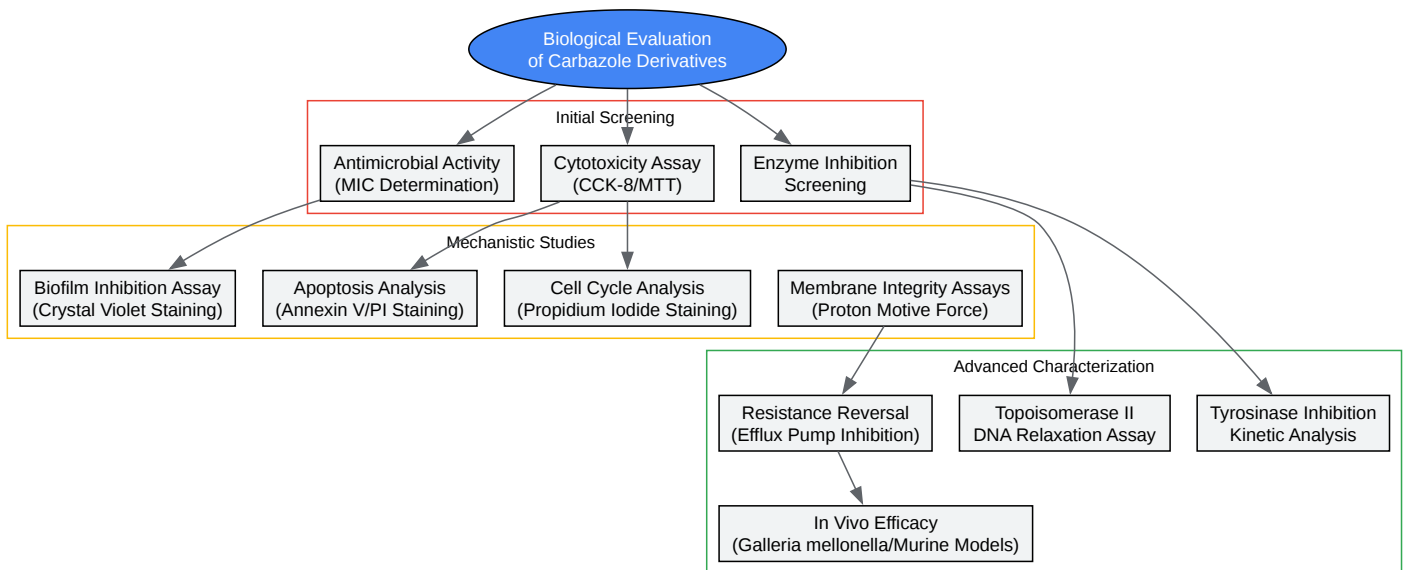 Biological Evaluation
of Carbazole Derivatives
Initial Screening
Antimicrobial Activity
(MIC Determination)
Cytotoxicity Assay
(CCK-8/MTT)
Enzyme Inhibition
Screening
Mechanistic Studies
Biofilm Inhibition Assay
(Crystal Violet Staining)
Apoptosis Analysis
(Annexin V/PI Staining)
Cell Cycle Analysis
(Propidium Iodide Staining)
Membrane Integrity Assays
(Proton Motive Force)
Advanced Characterization
Resistance Reversal
(Efflux Pump Inhibition)
Topoisomerase II
DNA Relaxation Assay
Tyrosinase Inhibition
Kinetic Analysis
In Vivo Efficacy
(Galleria mellonella/Murine Models)